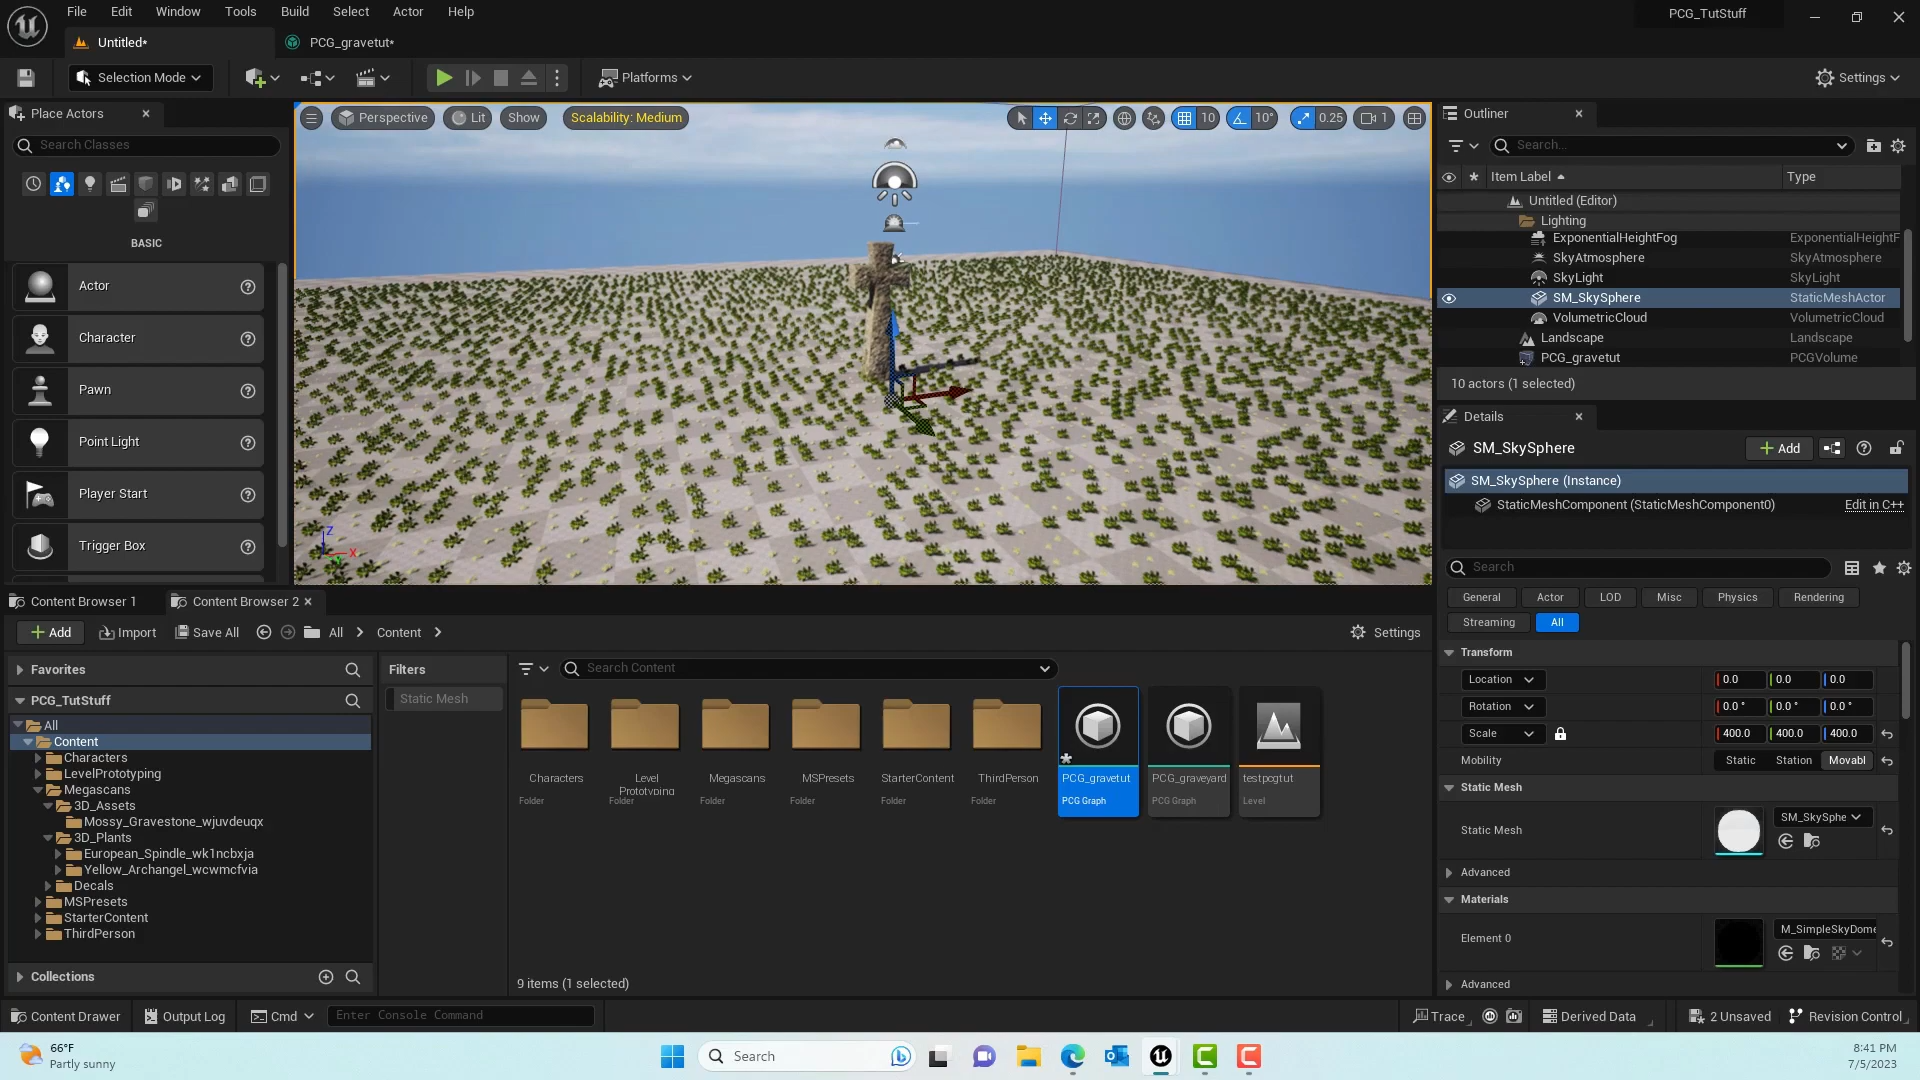 File Edit Window Tools Build Select Actor Help
PCG_TutStuff
Untitled*
PCG_gravetut*
Selection Mode
Platforms
Settings
Place Actors
Search Classes
BASIC
Actor
Character
Pawn
Point Light
Player Start
Trigger Box
Perspective
Lit
Show
Scalability: Medium
10
10°
0.25
1
Z
X
Outliner
Search...
Item Label
Type
Untitled (Editor)
Lighting
ExponentialHeightFog ExponentialHeightF
SkyAtmosphere SkyAtmosphere
SkyLight SkyLight
SM_SkySphere StaticMeshActor
VolumetricCloud VolumetricCloud
Landscape Landscape
PCG_gravetut PCGVolume
10 actors (1 selected)
Details
SM_SkySphere
Add
SM_SkySphere (Instance)
StaticMeshComponent (StaticMeshComponent0) Edit in C++
Search
General Actor LOD Misc Physics Rendering
Streaming All
Transform
Location 0.0 0.0 0.0
Rotation 0.0 ° 0.0 ° 0.0 °
Scale 400.0 400.0 400.0
Mobility Static Station Movabl
Static Mesh
Static Mesh SM_SkySphe
Advanced
Materials
Element 0 M_SimpleSkyDome
Advanced
Content Browser 1
Content Browser 2
Add
Import
Save All
All
Content
Settings
Favorites
PCG_TutStuff
All
Content
Characters
LevelPrototyping
Megascans
3D_Assets
Mossy_Gravestone_wjuvdeuqx
3D_Plants
European_Spindle_wk1ncbxja
Yellow_Archangel_wcwmcfvia
Decals
MSPresets
StarterContent
ThirdPerson
Collections
Filters
Static Mesh
Search Content
Characters
Folder
Level
Prototyping
Folder
Megascans
Folder
MSPresets
Folder
StarterContent
Folder
ThirdPerson
Folder
PCG_gravetut
PCG Graph
PCG_graveyard
PCG Graph
testpcgtut
Level
9 items (1 selected)
Content Drawer
Output Log
Cmd
Enter Console Command
Trace
Derived Data
2 Unsaved
Revision Control
66°F
Partly sunny
Search
8:41 PM
7/5/2023